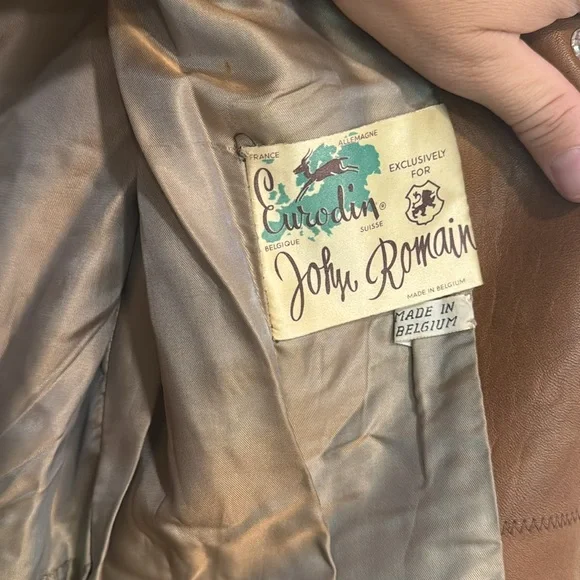 FRANCE
ALLEMAGNE
Eurodin®
BELGIQUE
SUISSE
EXCLUSIVELY
FOR
John Romain
MADE IN BELGIUM
MADE IN
BELGIUM